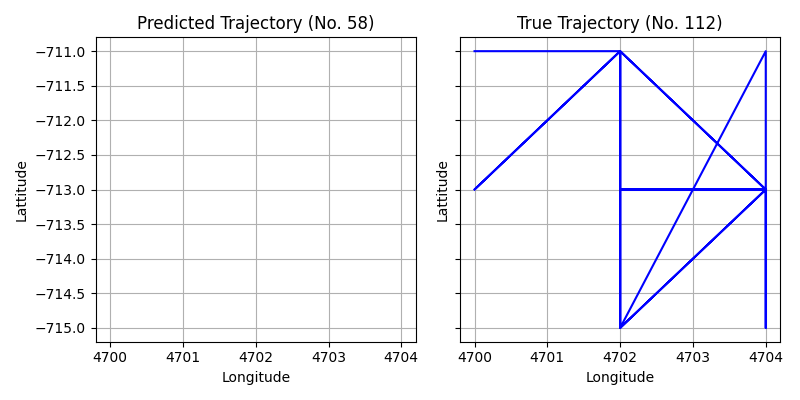 Predicted Trajectory (No. 58)
True Trajectory (No. 112)
−711.0
−711.5
−712.0
−712.5
−713.0
−713.5
−714.0
−714.5
−715.0
Lattitude
Lattitude
4700 4701 4702 4703 4704
4700 4701 4702 4703 4704
Longitude
Longitude